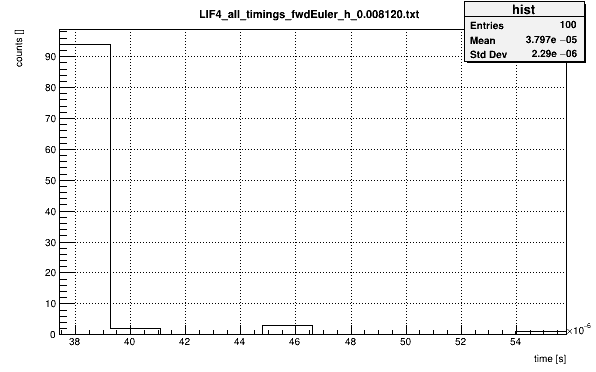 LIF4_all_timings_fwdEuler_h_0.008120.txt
hist
Entries 100
Mean 3.797e −05
Std Dev 2.29e −06
counts []
90
80
70
60
50
40
30
20
10
0
38 40 42 44 46 48 50 52 54
×10−6
time [s]